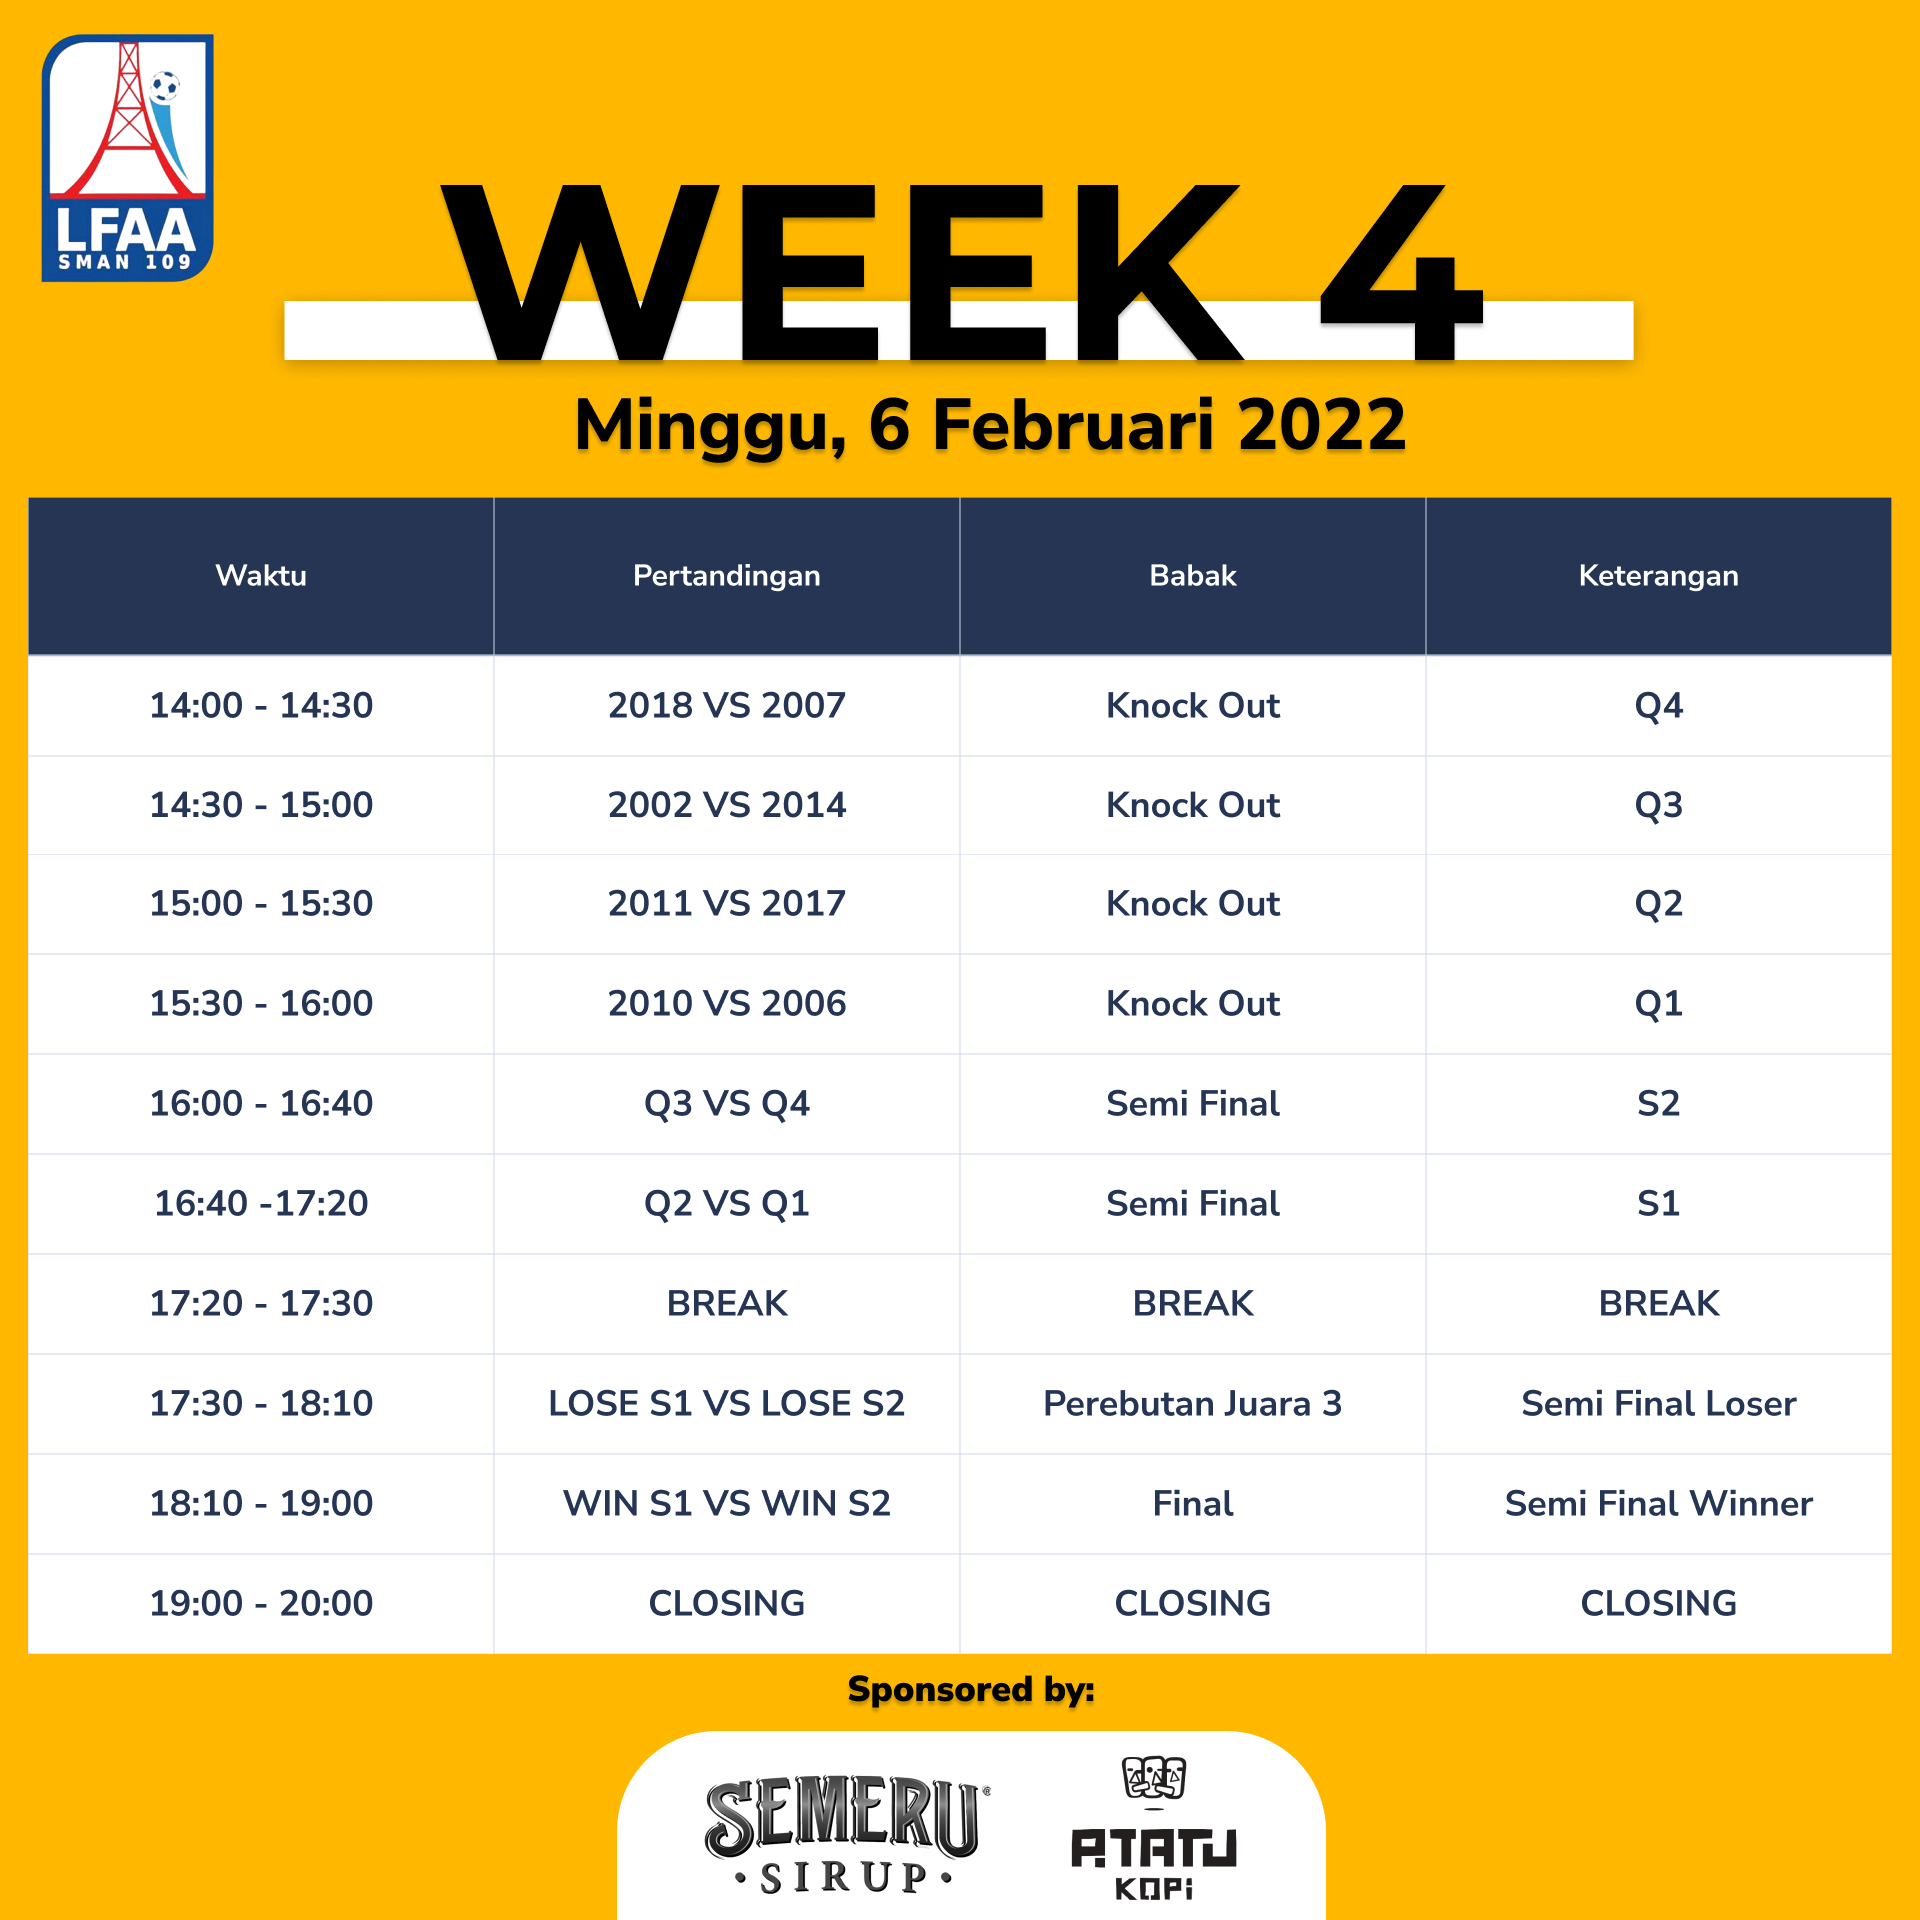 LFAA
SMAN 109
WEEK 4
Minggu, 6 Februari 2022
Waktu Pertandingan Babak Keterangan
14:00 - 14:30 2018 VS 2007 Knock Out Q4
14:30 - 15:00 2002 VS 2014 Knock Out Q3
15:00 - 15:30 2011 VS 2017 Knock Out Q2
15:30 - 16:00 2010 VS 2006 Knock Out Q1
16:00 - 16:40 Q3 VS Q4 Semi Final S2
16:40 -17:20 Q2 VS Q1 Semi Final S1
17:20 - 17:30 BREAK BREAK BREAK
17:30 - 18:10 LOSE S1 VS LOSE S2 Perebutan Juara 3 Semi Final Loser
18:10 - 19:00 WIN S1 VS WIN S2 Final Semi Final Winner
19:00 - 20:00 CLOSING CLOSING CLOSING
Sponsored by:
SEMERU®
• SIRUP •
P.TATU
KOPi